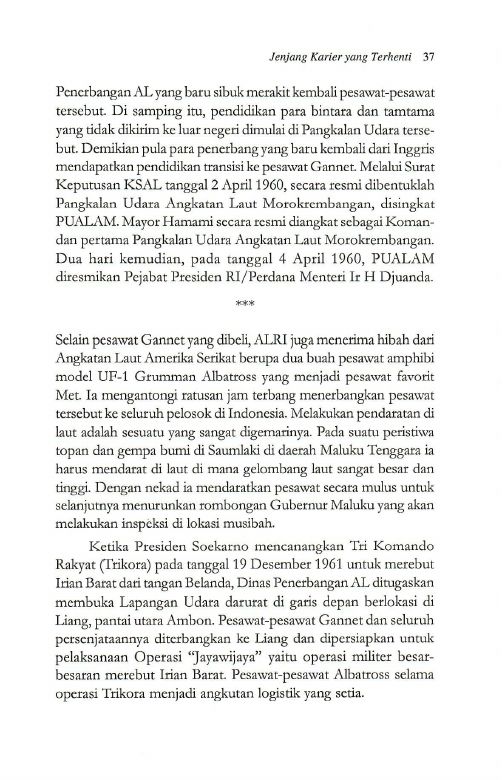 Jenjang Karier yang Terhenti 37
Penerbangan AL yang baru sibuk merakit kembali pesawat-pesawat
tersebut. Di samping itu, pendidikan para bintara dan tamtama
yang tidak dikirim ke luar negeri dimulai di Pangkalan Udara terse-
but. Demikian pula para penerbang yang baru kembali dari Inggris
mendapatkan pendidikan transisi ke pesawat Gannet. Melalui Surat
Keputusan KSAL tanggal 2 April 1960, secara resmi dibentuklah
Pangkalan Udara Angkatan Laut Morokrembangan, disingkat
PUALAM. Mayor Hamami secara resmi diangkat sebagai Koman-
dan pertama Pangkalan Udara Angkatan Laut Morokrembangan.
Dua hari kemudian, pada tanggal 4 April 1960, PUALAM
diresmikan Pejabat Presiden RI/Perdana Menteri Ir H Djuanda.
***
Selain pesawat Gannet yang dibeli, ALRI juga menerima hibah dari
Angkatan Laut Amerika Serikat berupa dua buah pesawat amphibi
model UF-1 Grumman Albatross yang menjadi pesawat favorit
Met. Ia mengantongi ratusan jam terbang menerbangkan pesawat
tersebut ke seluruh pelosok di Indonesia. Melakukan pendaratan di
laut adalah sesuatu yang sangat digemarinya. Pada suatu peristiwa
topan dan gempa bumi di Saumlaki di daerah Maluku Tenggara ia
harus mendarat di laut di mana gelombang laut sangat besar dan
tinggi. Dengan nekad ia mendaratkan pesawat secara mulus untuk
selanjutnya menurunkan rombongan Gubernur Maluku yang akan
melakukan inspeksi di lokasi musibah.
Ketika Presiden Soekarno mencanangkan Tri Komando
Rakyat (Trikora) pada tanggal 19 Desember 1961 untuk merebut
Irian Barat dari tangan Belanda, Dinas Penerbangan AL ditugaskan
membuka Lapangan Udara darurat di garis depan berlokasi di
Liang, pantai utara Ambon. Pesawat-pesawat Gannet dan seluruh
persenjataannya diterbangkan ke Liang dan dipersiapkan untuk
pelaksanaan Operasi “Jayawijaya” yaitu operasi militer besar-
besaran merebut Irian Barat. Pesawat-pesawat Albatross selama
operasi Trikora menjadi angkutan logistik yang setia.